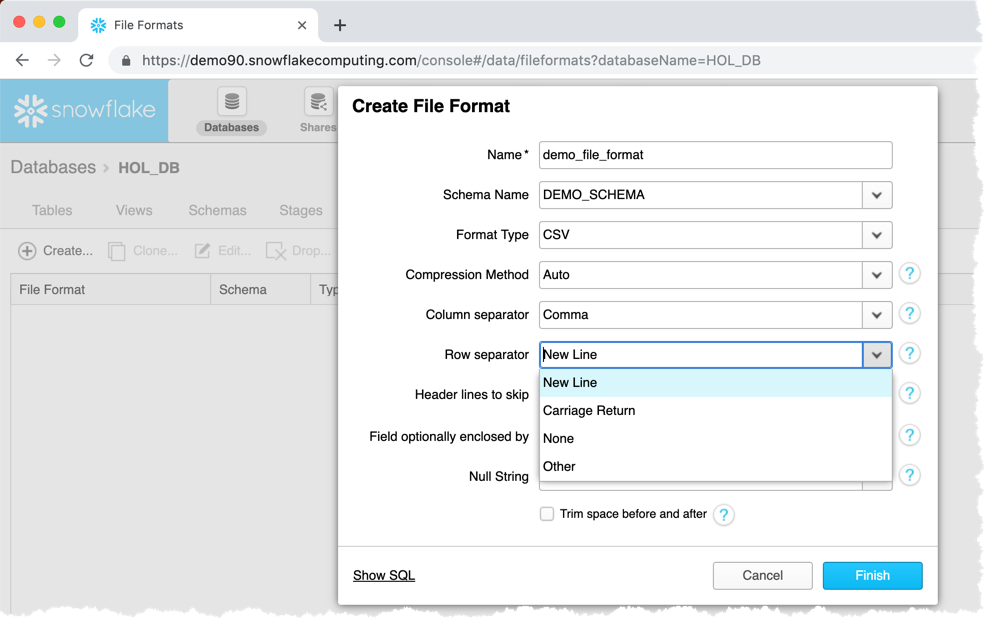 File Formats
https://demo90.snowflakecomputing.com/console#/data/fileformats?databaseName=HOL_DB
snowflake
Databases
Shares
Databases > HOL_DB
Tables Views Schemas Stages
Create... Clone... Edit... Drop...
File Format Schema Typ
Create File Format
Name* demo_file_format
Schema Name DEMO_SCHEMA
Format Type CSV
Compression Method Auto ?
Column separator Comma ?
Row separator New Line ?
New Line
Header lines to skip ?
Carriage Return
Field optionally enclosed by None ?
Other
Null String ?
Trim space before and after ?
Show SQL Cancel Finish